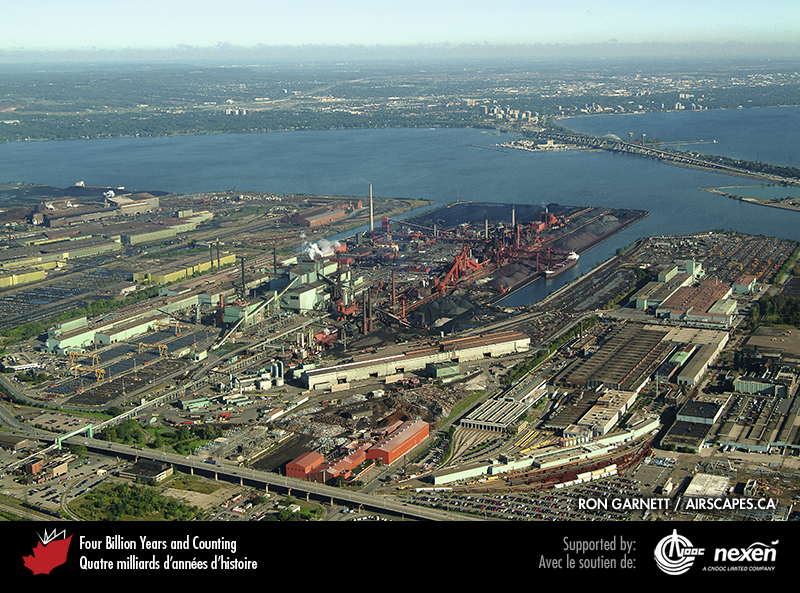 RON GARNETT / AIRSCAPES.CA
Four Billion Years and Counting
Quatre milliards d'années d'histoire
Supported by:
Avec le soutien de:
CNOOC
nexen
A CNOOC LIMITED COMPANY